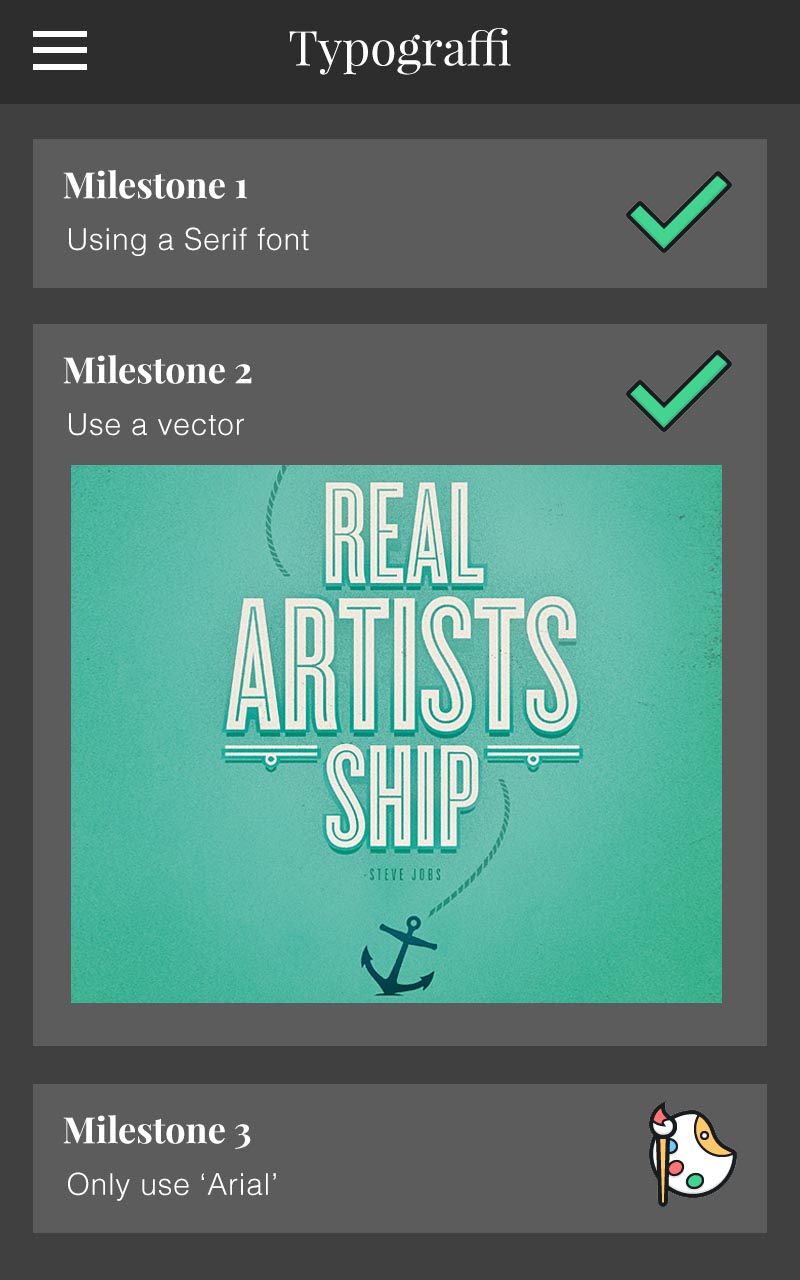 Typograffi
Milestone 1
Using a Serif font
Milestone 2
Use a vector
REAL
ARTISTS
SHIP
-STEVE JOBS
Milestone 3
Only use ‘Arial’